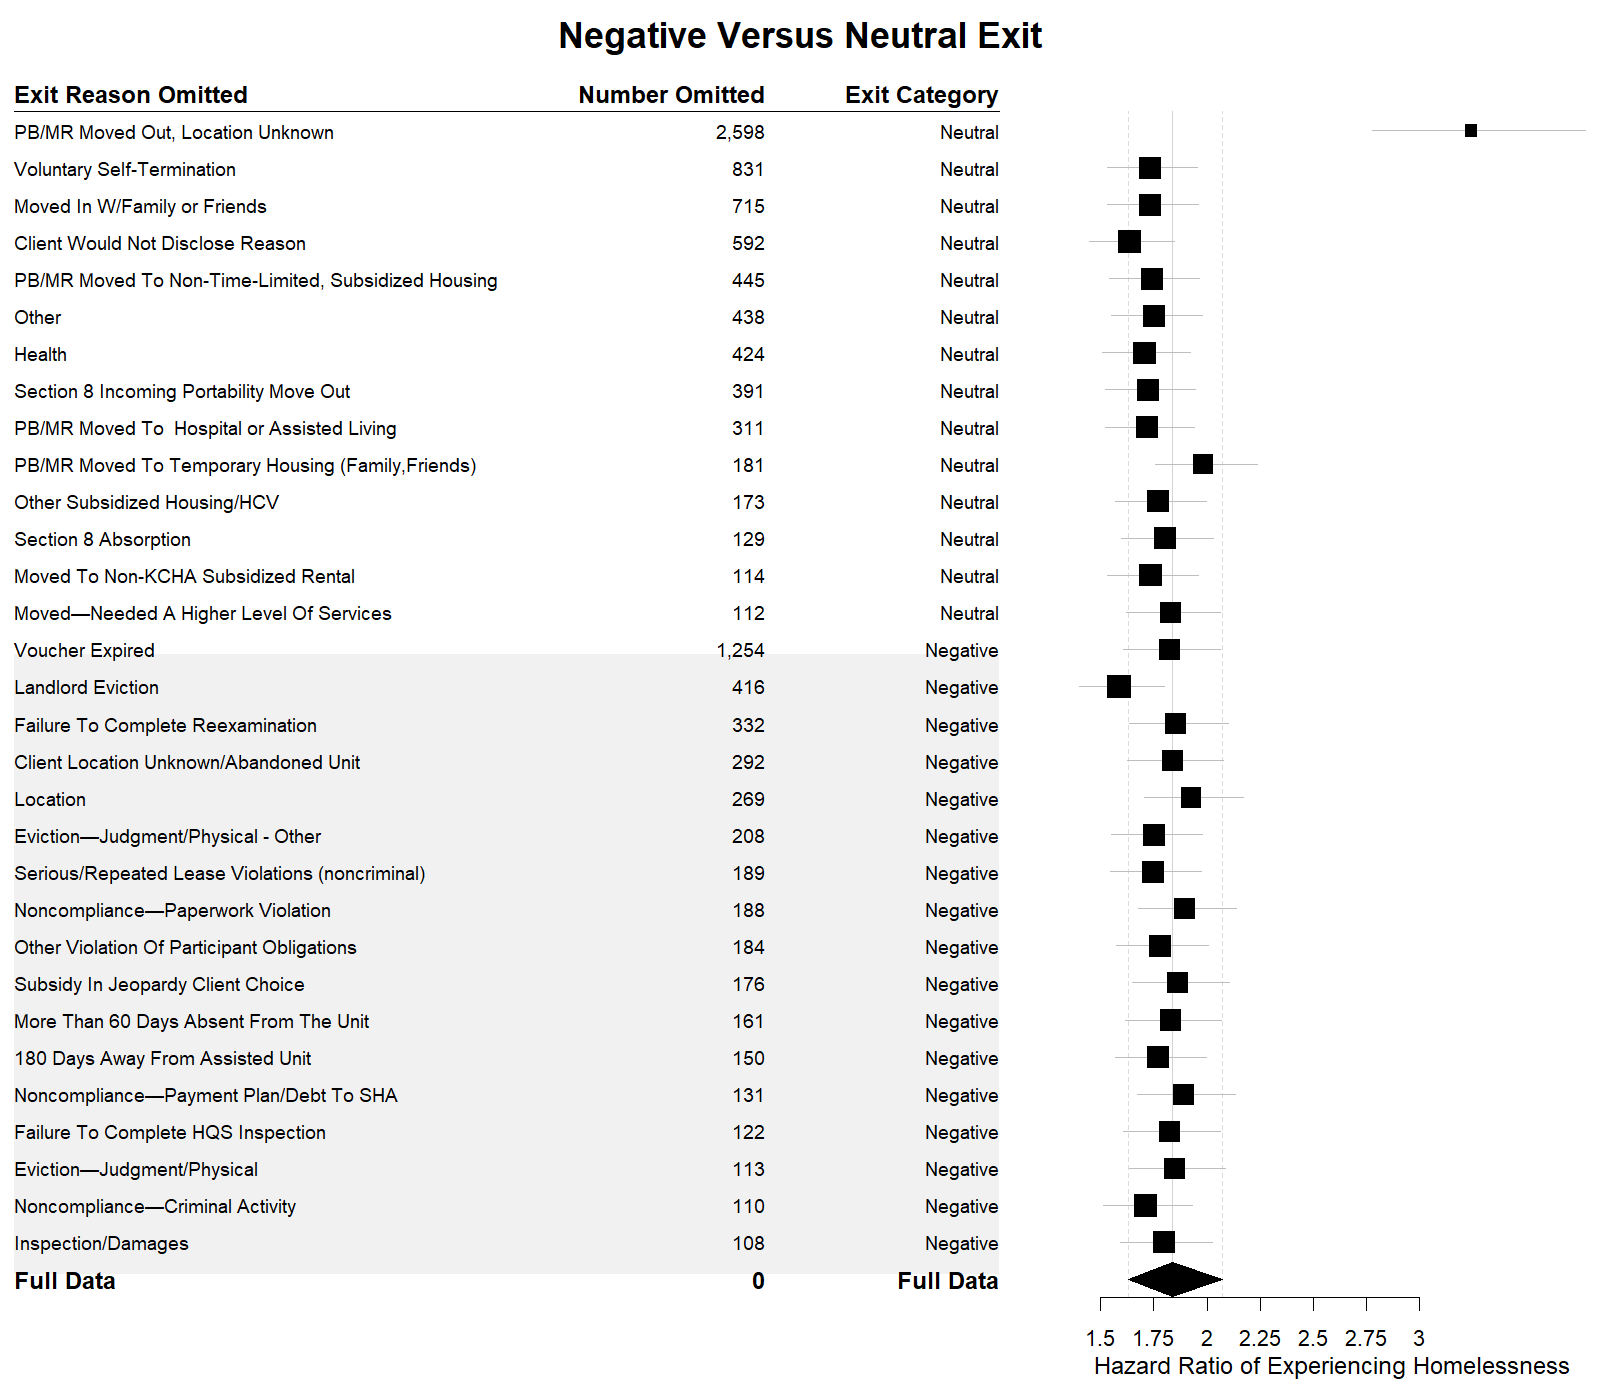 Negative Versus Neutral Exit
Exit Reason Omitted Number Omitted Exit Category
PB/MR Moved Out, Location Unknown 2,598 Neutral
Voluntary Self-Termination 831 Neutral
Moved In W/Family or Friends 715 Neutral
Client Would Not Disclose Reason 592 Neutral
PB/MR Moved To Non-Time-Limited, Subsidized Housing 445 Neutral
Other 438 Neutral
Health 424 Neutral
Section 8 Incoming Portability Move Out 391 Neutral
PB/MR Moved To  Hospital or Assisted Living 311 Neutral
PB/MR Moved To Temporary Housing (Family,Friends) 181 Neutral
Other Subsidized Housing/HCV 173 Neutral
Section 8 Absorption 129 Neutral
Moved To Non-KCHA Subsidized Rental 114 Neutral
Moved—Needed A Higher Level Of Services 112 Neutral
Voucher Expired 1,254 Negative
Landlord Eviction 416 Negative
Failure To Complete Reexamination 332 Negative
Client Location Unknown/Abandoned Unit 292 Negative
Location 269 Negative
Eviction—Judgment/Physical - Other 208 Negative
Serious/Repeated Lease Violations (noncriminal) 189 Negative
Noncompliance—Paperwork Violation 188 Negative
Other Violation Of Participant Obligations 184 Negative
Subsidy In Jeopardy Client Choice 176 Negative
More Than 60 Days Absent From The Unit 161 Negative
180 Days Away From Assisted Unit 150 Negative
Noncompliance—Payment Plan/Debt To SHA 131 Negative
Failure To Complete HQS Inspection 122 Negative
Eviction—Judgment/Physical 113 Negative
Noncompliance—Criminal Activity 110 Negative
Inspection/Damages 108 Negative
Full Data 0 Full Data
1.5 1.75 2 2.25 2.5 2.75 3
Hazard Ratio of Experiencing Homelessness